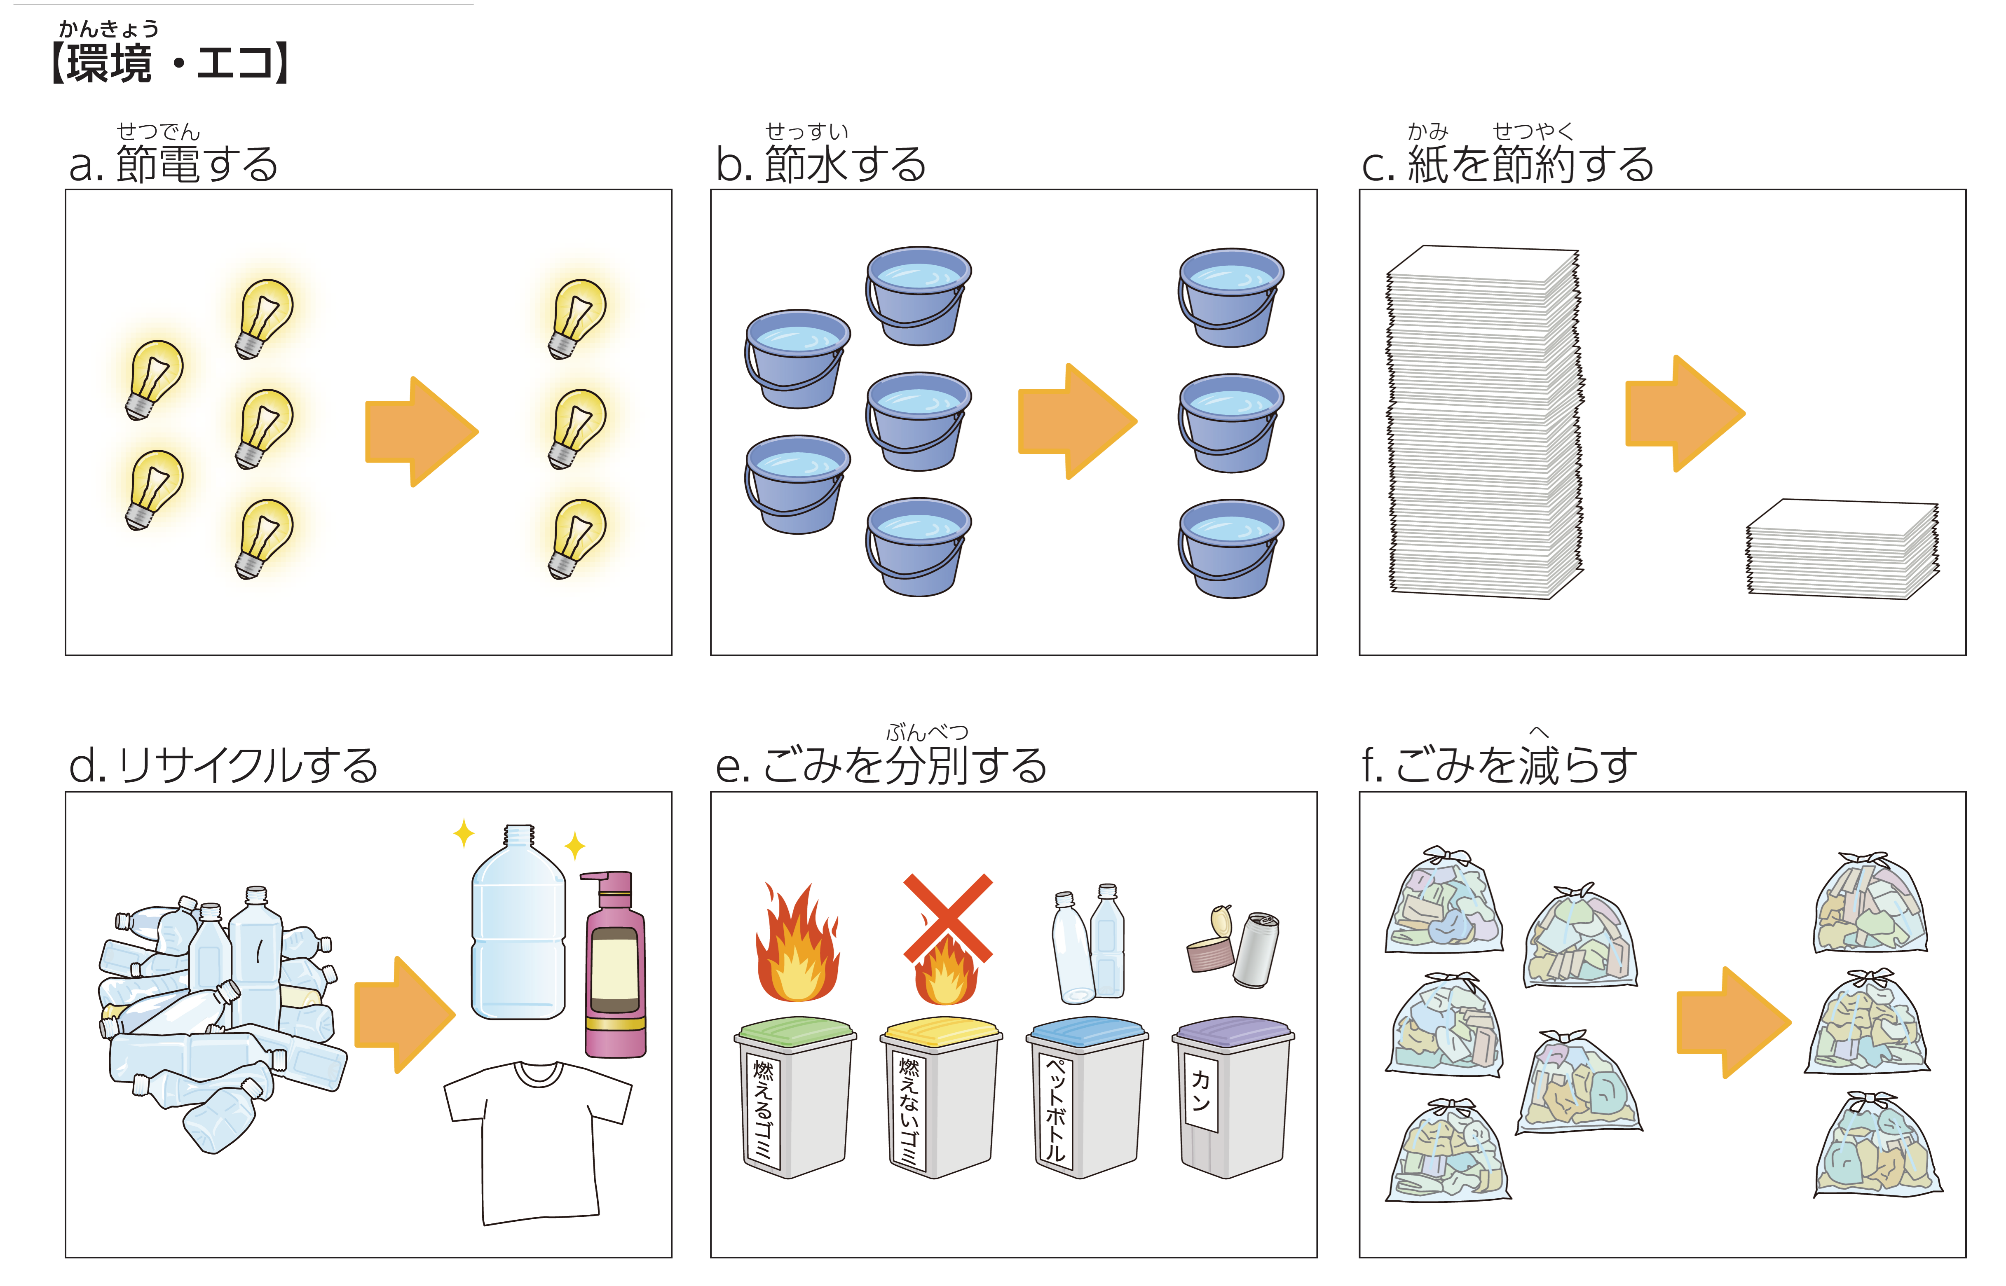 かんきょう
【環境・エコ】
せつでん
a. 節電する
せっすい
b. 節水する
かみ せつやく
c. 紙を節約する
d. リサイクルする
ぶんべつ
e. ごみを分別する
へ
f. ごみを減らす
燃えるゴミ
燃えないゴミ
ペットボトル
カン